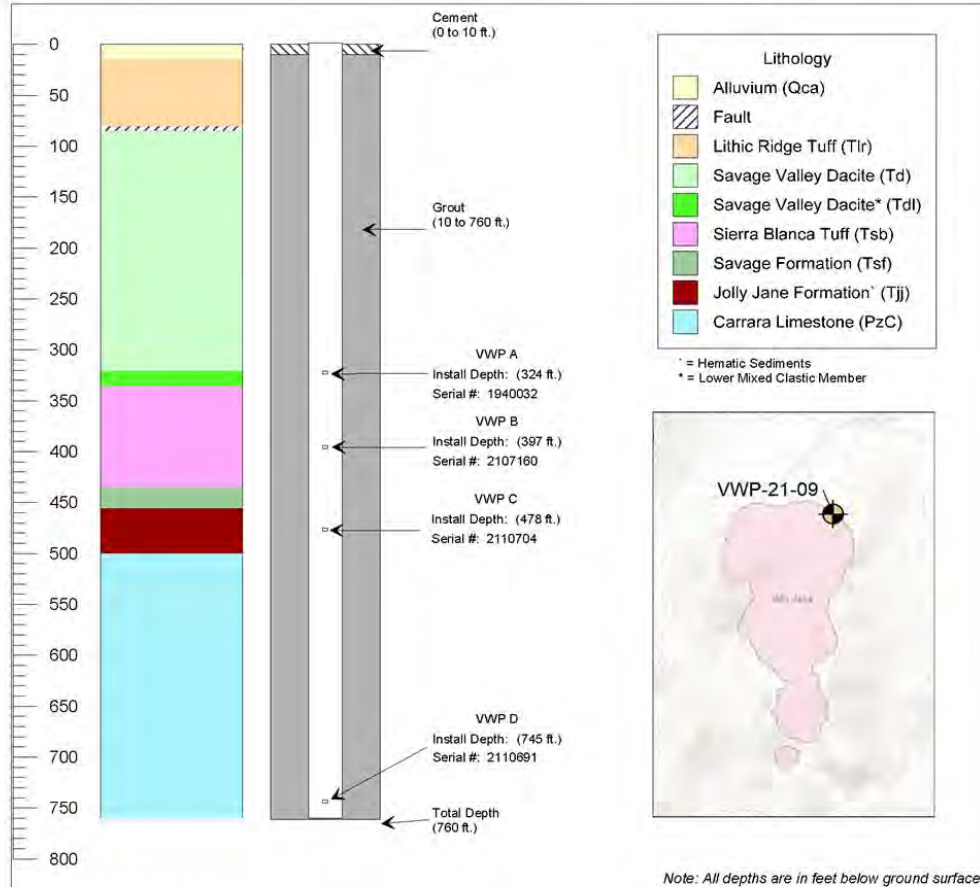 0
50
100
150
200
250
300
350
400
450
500
550
600
650
700
750
800
Cement
(0 to 10 ft.)
Grout
(10 to 760 ft.)
VWP A
Install Depth: (324 ft.)
Serial #: 1940032
VWP B
Install Depth: (397 ft.)
Serial #: 2107160
VWP C
Install Depth: (478 ft.)
Serial #: 2110704
VWP D
Install Depth: (745 ft.)
Serial #: 2110691
Total Depth
(760 ft.)
Lithology
Alluvium (Qca)
Fault
Lithic Ridge Tuff (Tlr)
Savage Valley Dacite (Td)
Savage Valley Dacite* (Tdl)
Sierra Blanca Tuff (Tsb)
Savage Formation (Tsf)
Jolly Jane Formation` (Tjj)
Carrara Limestone (PzC)
` = Hematic Sediments
* = Lower Mixed Clastic Member
VWP-21-09
Note: All depths are in feet below ground surface